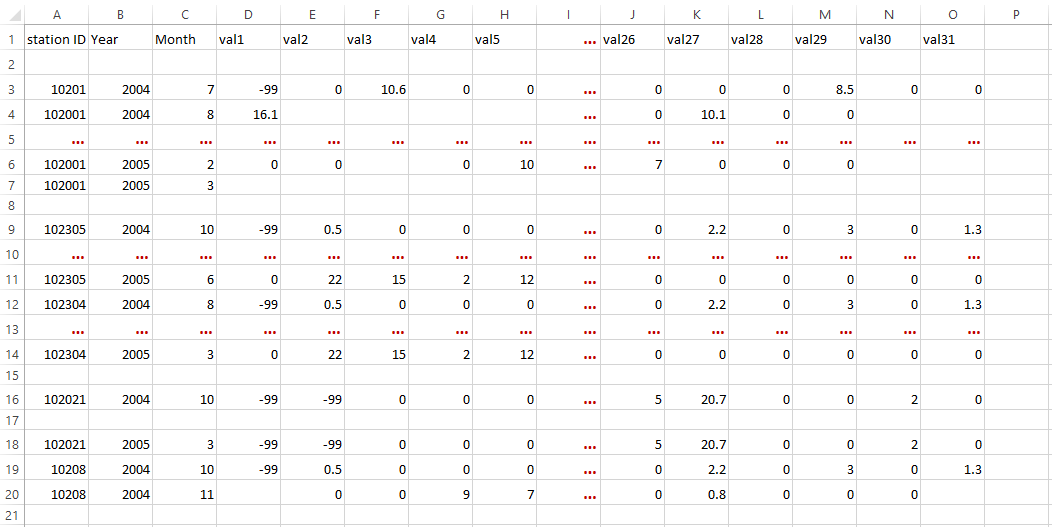 A B C D E F G H I J K L M N O P
1 station ID Year Month val1 val2 val3 val4 val5 ... val26 val27 val28 val29 val30 val31
2
3 10201 2004 7 -99 0 10.6 0 0 ... 0 0 0 8.5 0 0
4 102001 2004 8 16.1 ... 0 10.1 0 0
5 ... ... ... ... ... ... ... ... ... ... ... ... ... ... ...
6 102001 2005 2 0 0 0 10 ... 7 0 0 0
7 102001 2005 3
8
9 102305 2004 10 -99 0.5 0 0 0 ... 0 2.2 0 3 0 1.3
10 ... ... ... ... ... ... ... ... ... ... ... ... ... ... ...
11 102305 2005 6 0 22 15 2 12 ... 0 0 0 0 0 0
12 102304 2004 8 -99 0.5 0 0 0 ... 0 2.2 0 3 0 1.3
13 ... ... ... ... ... ... ... ... ... ... ... ... ... ... ...
14 102304 2005 3 0 22 15 2 12 ... 0 0 0 0 0 0
15
16 102021 2004 10 -99 -99 0 0 0 ... 5 20.7 0 0 2 0
17
18 102021 2005 3 -99 -99 0 0 0 ... 5 20.7 0 0 2 0
19 10208 2004 10 -99 0.5 0 0 0 ... 0 2.2 0 3 0 1.3
20 10208 2004 11 0 0 9 7 ... 0 0.8 0 0 0
21